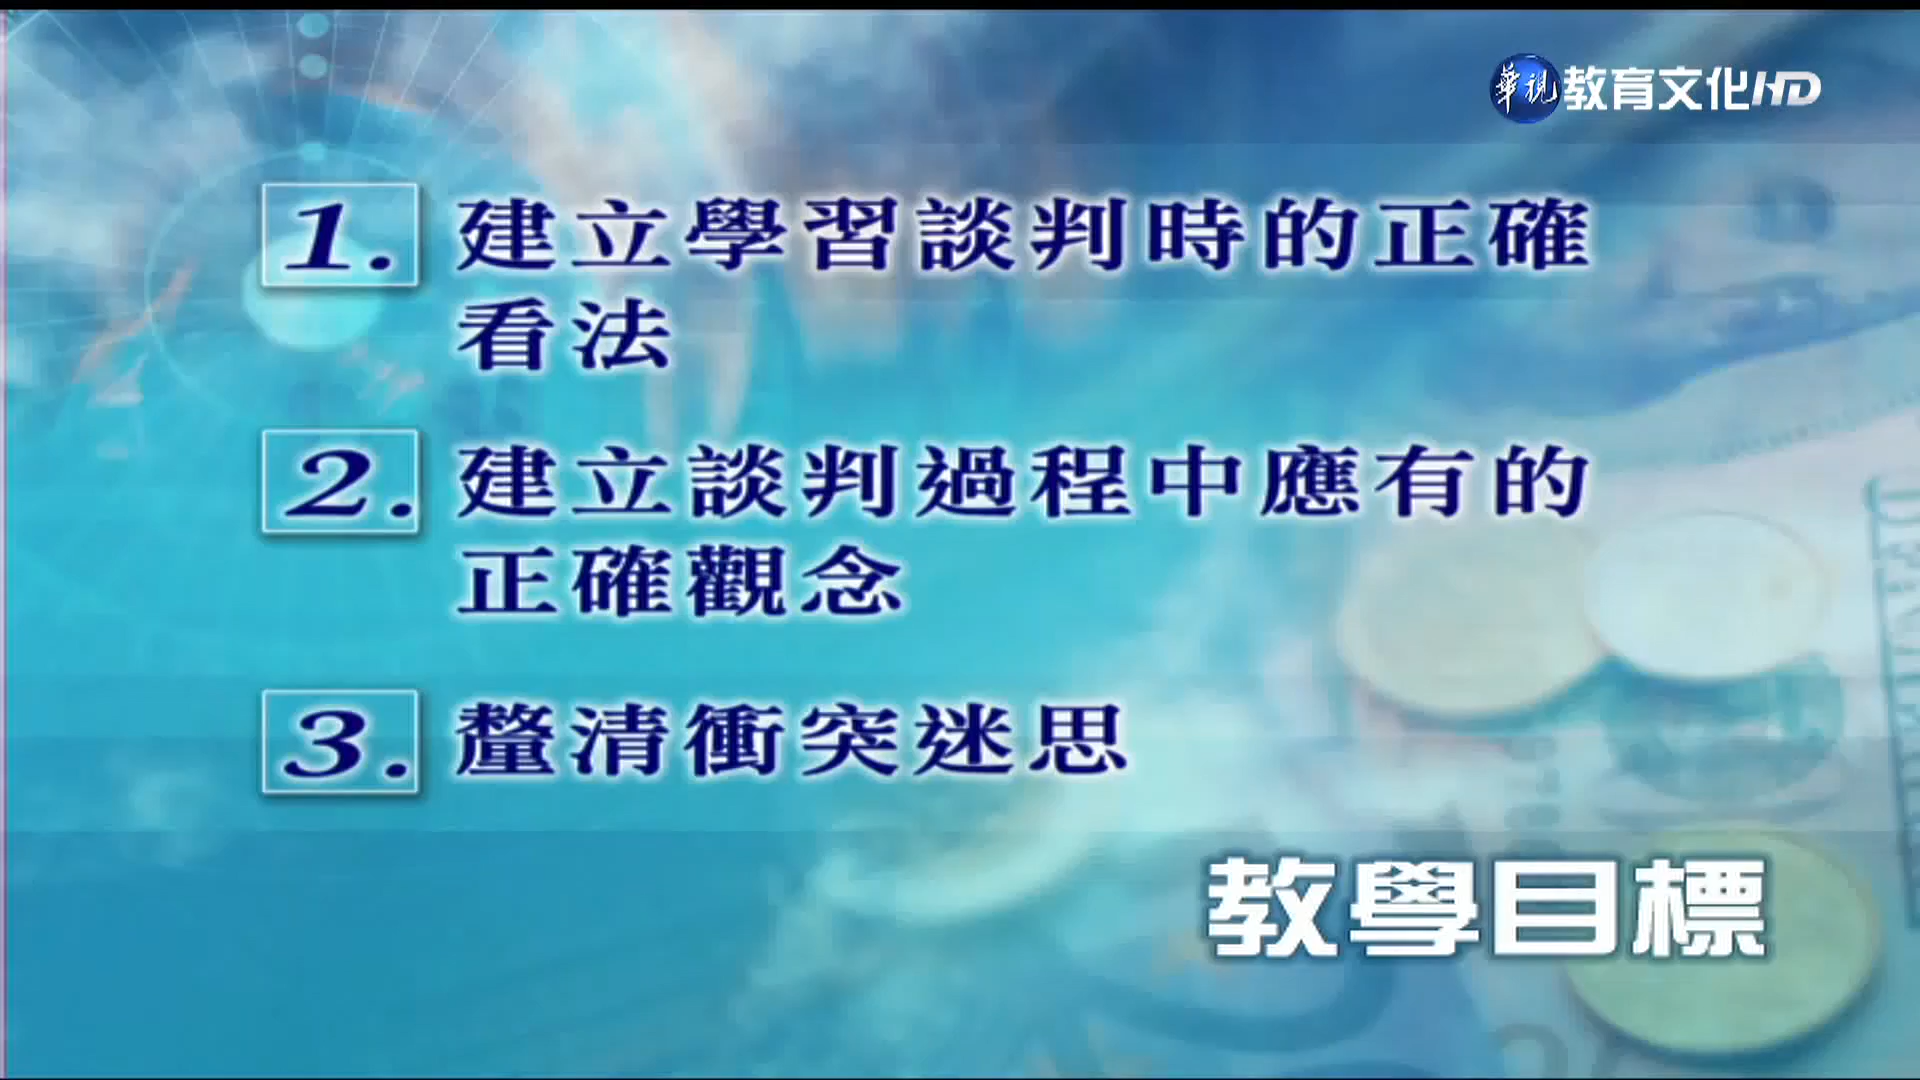 華視 教育文化HD
1. 建立學習談判時的正確
看法
2. 建立談判過程中應有的
正確觀念
3. 釐清衝突迷思
教學目標